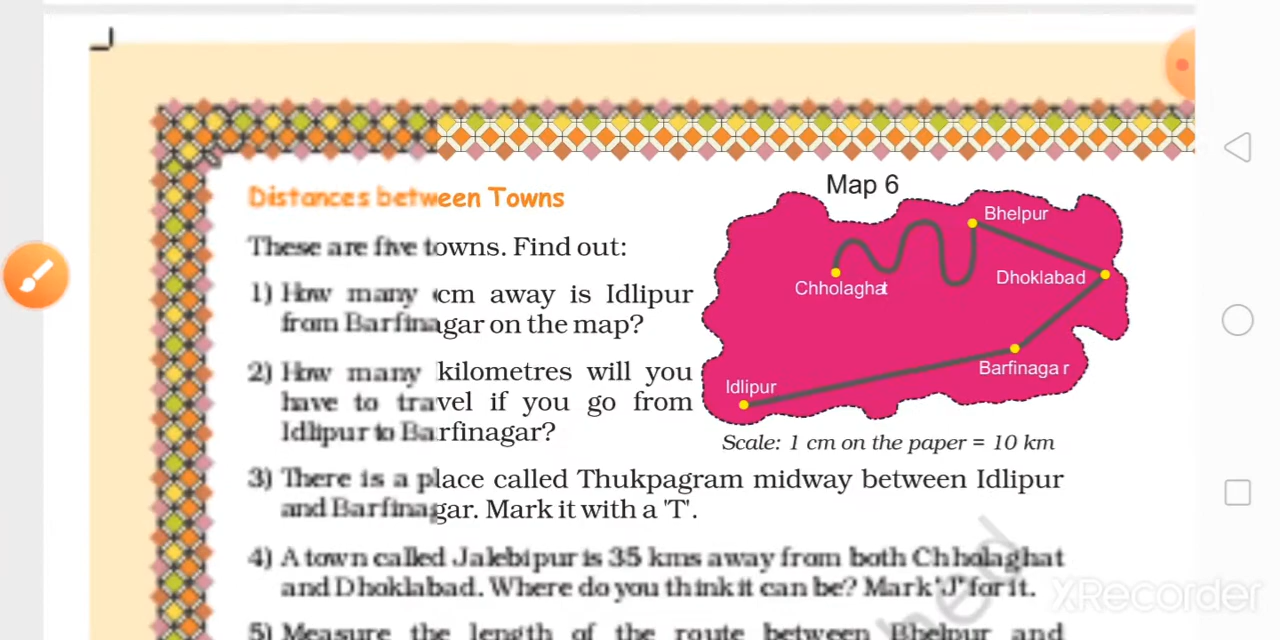 Distances between Towns
These are five towns. Find out:
1) How many cm away is Idlipur
from Barfinagar on the map?
2) How many kilometres will you
have to travel if you go from
Idlipur to Barfinagar?
Map 6
Bhelpur
Dhoklabad
Chholaghat
Barfinaga r
Idlipur
Scale: 1 cm on the paper = 10 km
3) There is a place called Thukpagram midway between Idlipur
and Barfinagar. Mark it with a 'T'.
4) A town called Jalebipur is 35 kms away from both Chholaghat
and Dhoklabad. Where do you think it can be? Mark 'J' for it.
5) Measure the length of the route between Bhelpur and
XRecorder